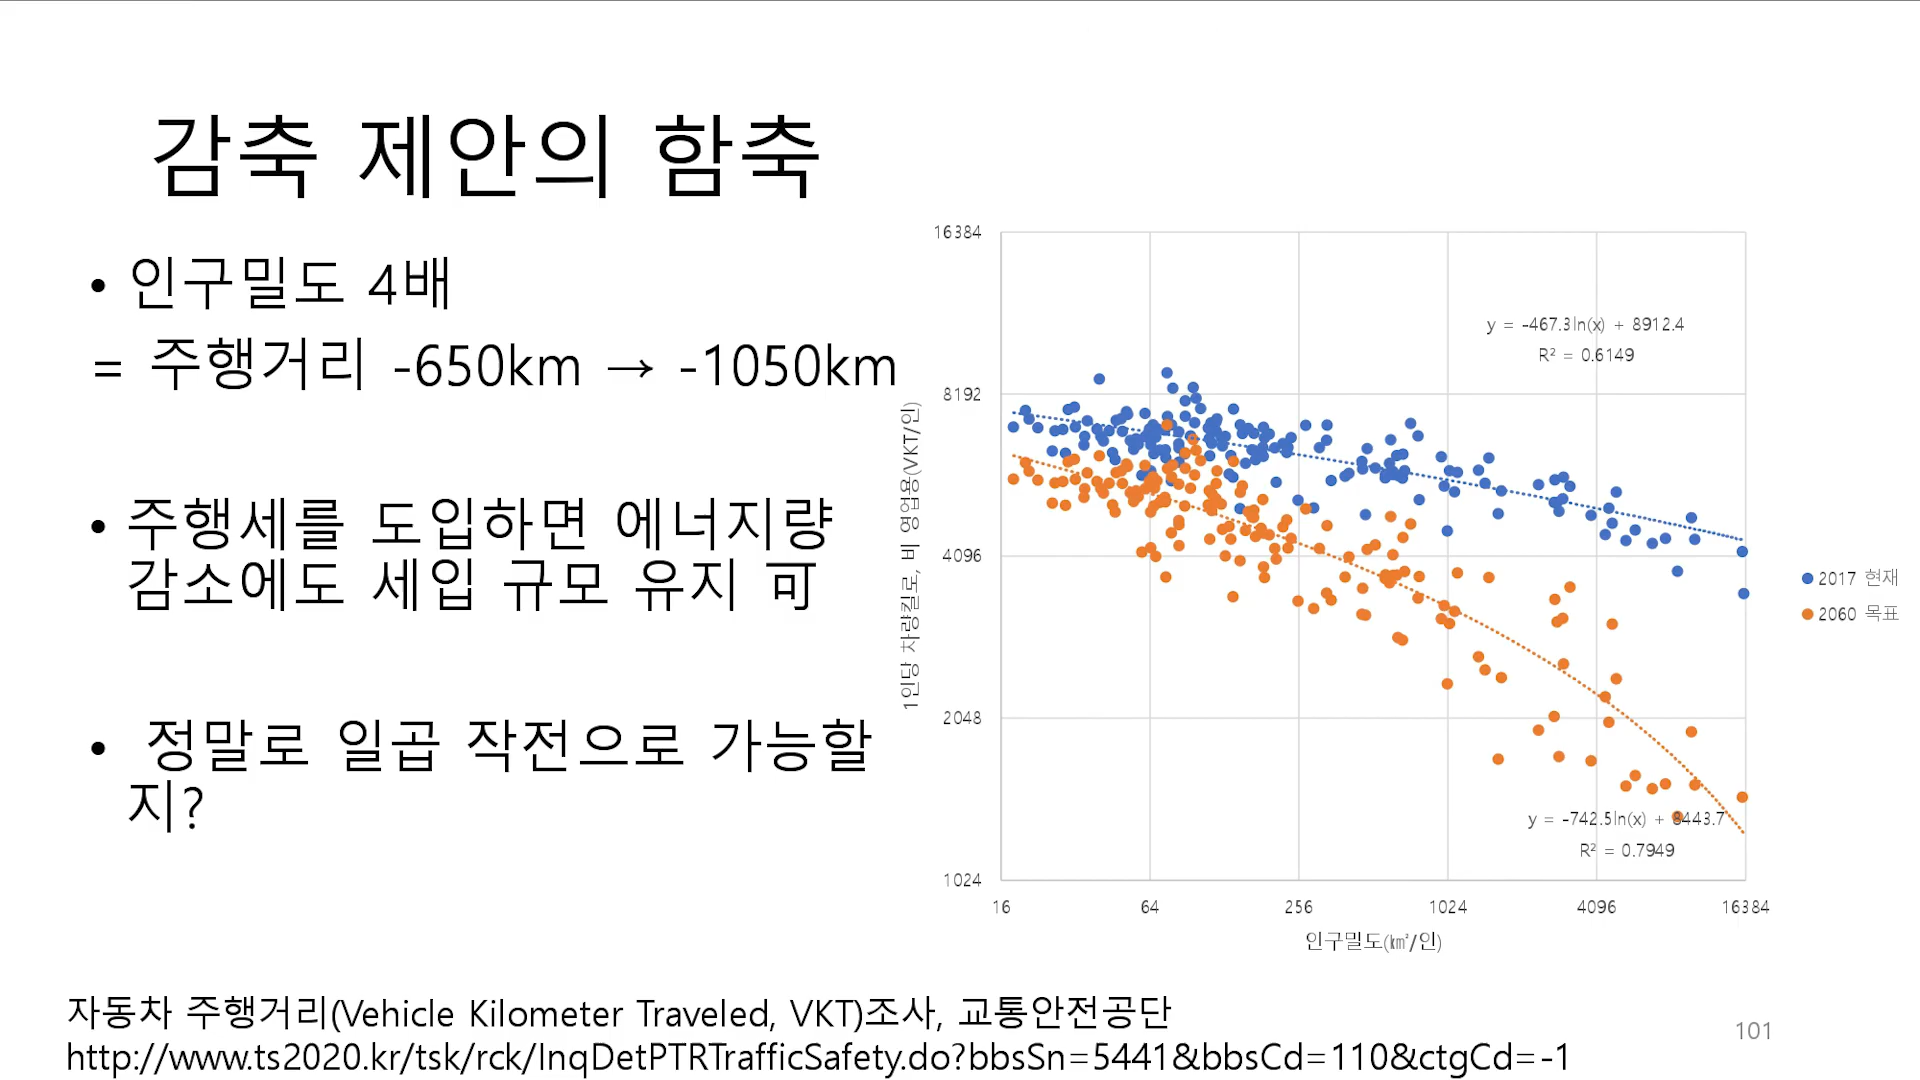 감축 제안의 함축
• 인구밀도 4배
= 주행거리 -650km → -1050km
• 주행세를 도입하면 에너지량
감소에도 세입 규모 유지 可
• 정말로 일곱 작전으로 가능할
지?
16384
8192
4096
2048
1024
1인당 차량킬로, 비 영업용(VKT/인)
y = -467.3ln(x) + 8912.4
R² = 0.6149
y = -742.5ln(x) + 8443.7
R² = 0.7949
16 64 256 1024 4096 16384
인구밀도(㎢/인)
2017 현재
2060 목표
자동차 주행거리(Vehicle Kilometer Traveled, VKT)조사, 교통안전공단
http://www.ts2020.kr/tsk/rck/InqDetPTRTrafficSafety.do?bbsSn=5441&bbsCd=110&ctgCd=-1
101